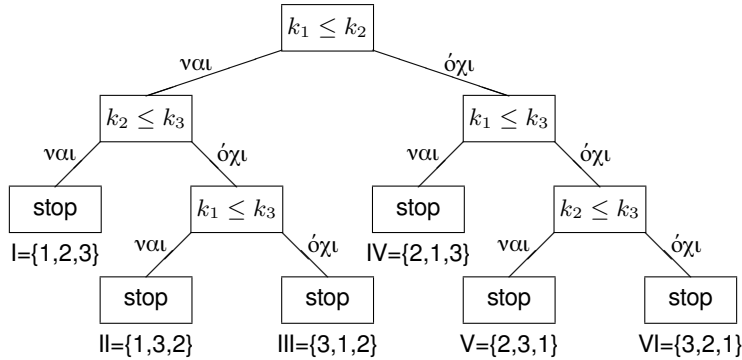 k₁ ≤ k₂
ναι όχι
k₂ ≤ k₃ k₁ ≤ k₃
ναι όχι ναι όχι
stop k₁ ≤ k₃ stop k₂ ≤ k₃
I={1,2,3} ναι όχι IV={2,1,3} ναι όχι
stop stop stop stop
II={1,3,2} III={3,1,2} V={2,3,1} VI={3,2,1}